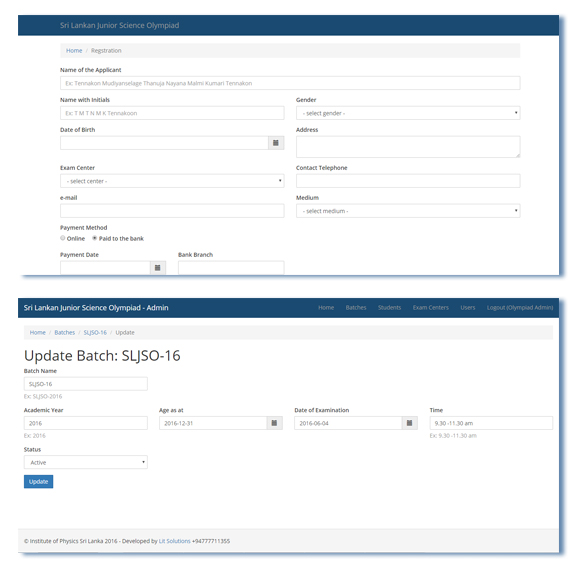 Sri Lankan Junior Science Olympiad
Home / Registration
Name of the Applicant
Ex: Tennakon Mudiyanselage Thanuja Nayana Malmi Kumari Tennakon
Name with Initials Gender
Ex: T M T N M K Tennakoon - select gender -
Date of Birth Address
Exam Center Contact Telephone
- select center -
e-mail Medium
- select medium -
Payment Method
Online Paid to the bank
Payment Date Bank Branch
Sri Lankan Junior Science Olympiad - Admin Home Batches Students Exam Centers Users Logout (Olympiad Admin)
Home / Batches / SLJSO-16 / Update
Update Batch: SLJSO-16
Batch Name
SLJSO-16
Ex: SLJSO-2016
Academic Year Age as at Date of Examination Time
2016 2016-12-31 2016-06-04 9.30 -11.30 am
Ex: 2016 Ex: 9.30 -11.30 am
Status
Active
Update
© Institute of Physics Sri Lanka 2016 - Developed by Lit Solutions +94777711355